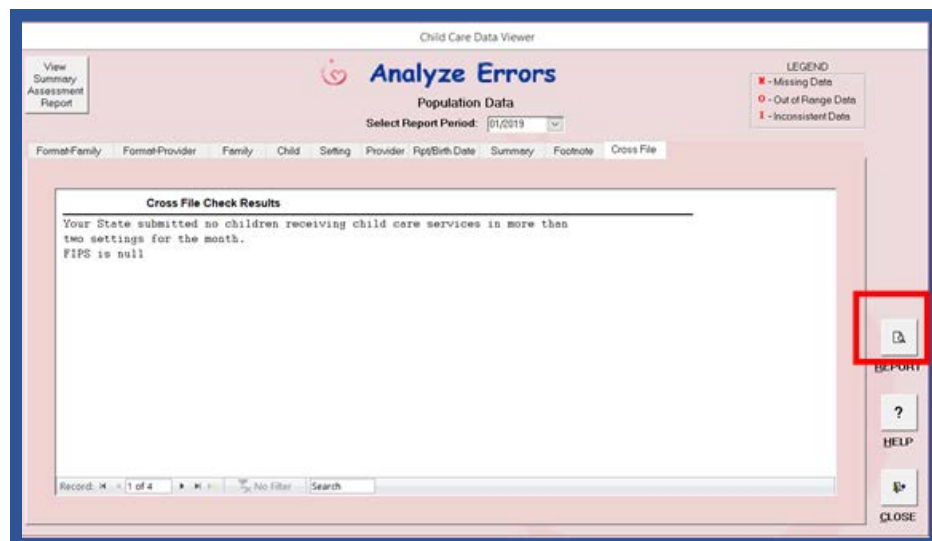 Child Care Data Viewer
View
Summary
Assessment
Report
Analyze Errors
Population Data
Select Report Period: 01/2019
LEGEND
X - Missing Data
O - Out of Range Data
I - Inconsistent Data
Format-Family Format-Provider Family Child Setting Provider Rpt/Birth Date Summary Footnote Cross File
Cross File Check Results
Your State submitted no children receiving child care services in more than
two settings for the month.
FIPS is null
REPORT
?
HELP
CLOSE
Record: 1 of 4 No Filter Search